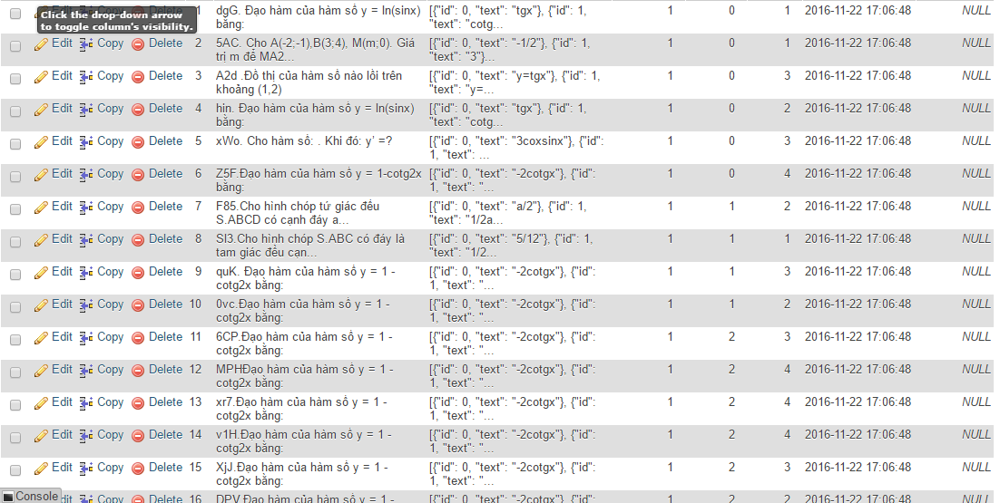 Click the drop-down arrow
to toggle column's visibility.
1 dgG. Đạo hàm của hàm số y = ln(sinx) [{"id": 0, "text": "tgx"}, {"id": 1, 1 0 1 2016-11-22 17:06:48 NULL
bằng: "text": "cotg...
Edit Copy Delete 2 5AC. Cho A(-2;-1),B(3;4), M(m;0). Giá [{"id": 0, "text": "-1/2"}, {"id": 1, 1 0 1 2016-11-22 17:06:48 NULL
trị m để MA2... "text": "3"}...
Edit Copy Delete 3 A2d .Đồ thị của hàm số nào lồi trên [{"id": 0, "text": "y=tgx"}, {"id": 1, 1 0 3 2016-11-22 17:06:48 NULL
khoảng (1,2) "text": "y=...
Edit Copy Delete 4 hin. Đạo hàm của hàm số y = ln(sinx) [{"id": 0, "text": "tgx"}, {"id": 1, 1 0 2 2016-11-22 17:06:48 NULL
bằng: "text": "cotg...
Edit Copy Delete 5 xWo. Cho hàm số: . Khi đó: y' =? [{"id": 0, "text": "3coxsinx"}, {"id": 1 0 3 2016-11-22 17:06:48 NULL
1, "text": ...
Edit Copy Delete 6 Z5F.Đạo hàm của hàm số y = 1-cotg2x [{"id": 0, "text": "-2cotgx"}, {"id": 1 0 4 2016-11-22 17:06:48 NULL
bằng: 1, "text": "...
Edit Copy Delete 7 F85.Cho hình chóp tứ giác đều [{"id": 0, "text": "a/2"}, {"id": 1, 1 1 2 2016-11-22 17:06:48 NULL
S.ABCD có cạnh đáy a... "text": "1/2a...
Edit Copy Delete 8 SI3.Cho hình chóp S.ABC có đáy là [{"id": 0, "text": "5/12"}, {"id": 1, 1 1 1 2016-11-22 17:06:48 NULL
tam giác đều cạn... "text": "1/2...
Edit Copy Delete 9 quK. Đạo hàm của hàm số y = 1 - [{"id": 0, "text": "-2cotgx"}, {"id": 1 1 3 2016-11-22 17:06:48 NULL
cotg2x bằng: 1, "text": "...
Edit Copy Delete 10 0vc.Đạo hàm của hàm số y = 1 - [{"id": 0, "text": "-2cotgx"}, {"id": 1 1 2 2016-11-22 17:06:48 NULL
cotg2x bằng: 1, "text": "...
Edit Copy Delete 11 6CP.Đạo hàm của hàm số y = 1 - [{"id": 0, "text": "-2cotgx"}, {"id": 1 2 3 2016-11-22 17:06:48 NULL
cotg2x bằng: 1, "text": "...
Edit Copy Delete 12 MPHĐạo hàm của hàm số y = 1 - [{"id": 0, "text": "-2cotgx"}, {"id": 1 2 4 2016-11-22 17:06:48 NULL
cotg2x bằng: 1, "text": "...
Edit Copy Delete 13 xr7.Đạo hàm của hàm số y = 1 - [{"id": 0, "text": "-2cotgx"}, {"id": 1 2 4 2016-11-22 17:06:48 NULL
cotg2x bằng: 1, "text": "...
Edit Copy Delete 14 v1H.Đạo hàm của hàm số y = 1 - [{"id": 0, "text": "-2cotgx"}, {"id": 1 2 4 2016-11-22 17:06:48 NULL
cotg2x bằng: 1, "text": "...
Edit Copy Delete 15 XjJ.Đạo hàm của hàm số y = 1 - [{"id": 0, "text": "-2cotgx"}, {"id": 1 2 3 2016-11-22 17:06:48 NULL
cotg2x bằng: 1, "text": "...
Console Edit Copy Delete 16 DPV.Đạo hàm của hàm số y = 1 - [{"id": 0, "text": "-2cotgx"}, {"id": 1 2 2 2016-11-22 17:06:48 NULL